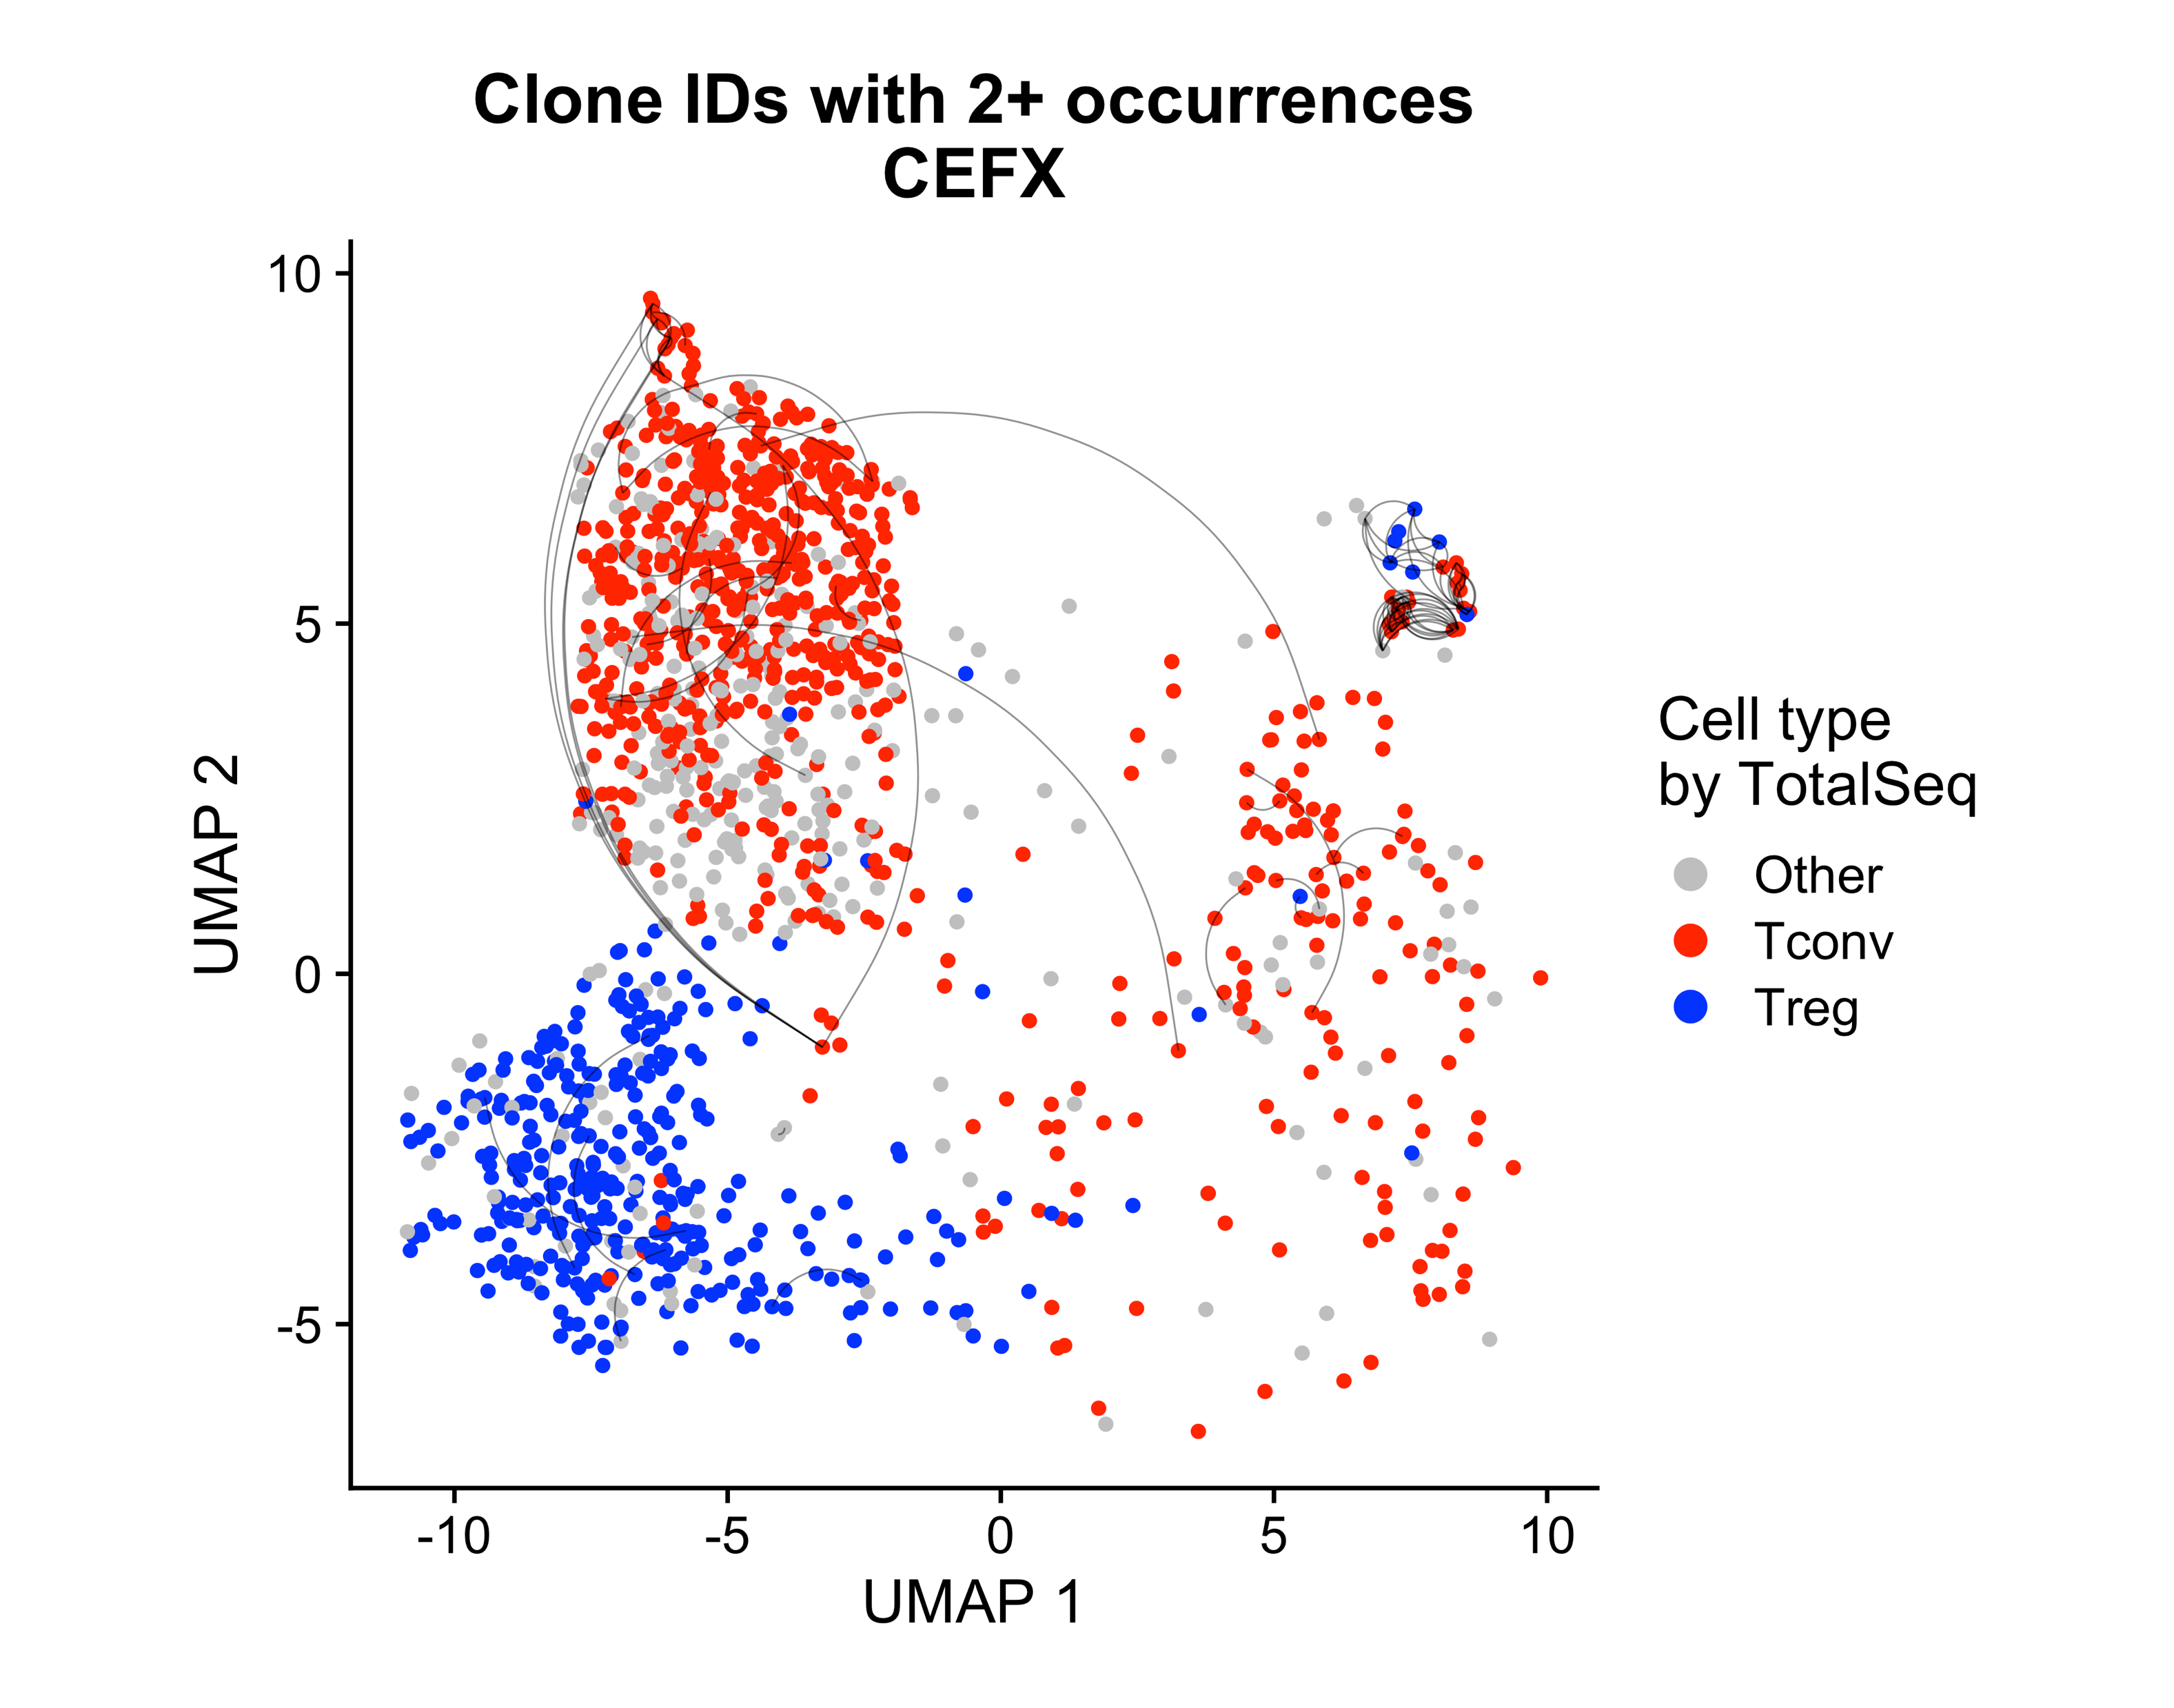 Clone IDs with 2+ occurrences
CEFX
10
5
0
-5
UMAP 2
-10
-5
0
5
10
UMAP 1
Cell type
by TotalSeq
Other
Tconv
Treg